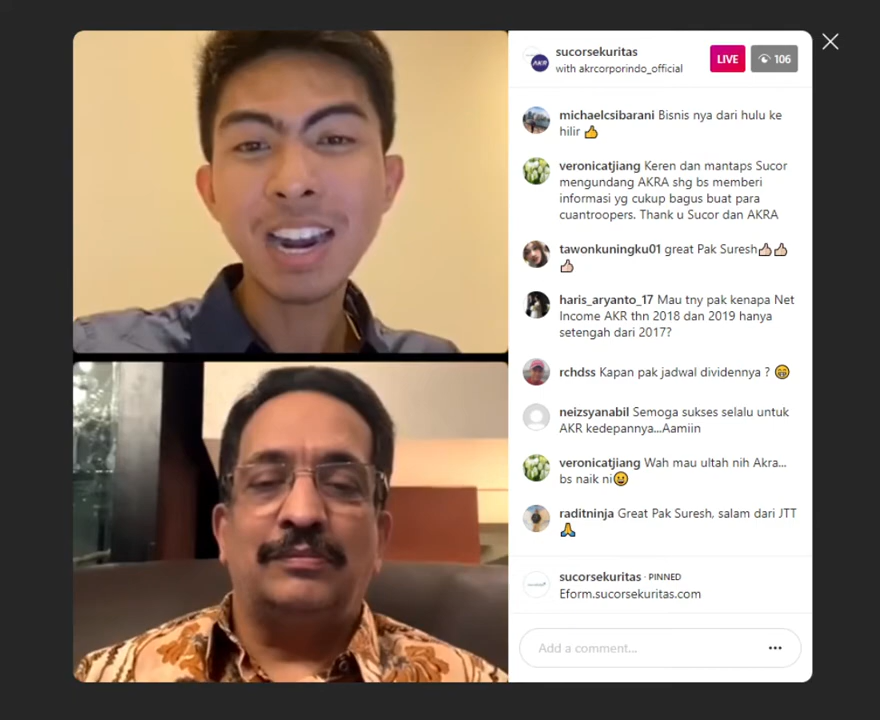 sucorsekuritas
with akrcorporindo_official
LIVE
106
AKR
michaelcsibarani Bisnis nya dari hulu ke
hilir 👍
veronicatjiang Keren dan mantaps Sucor
mengundang AKRA shg bs memberi
informasi yg cukup bagus buat para
cuantroopers. Thank u Sucor dan AKRA
tawonkuningku01 great Pak Suresh👍🏻👍🏻
👍🏻
haris_aryanto_17 Mau tny pak kenapa Net
Income AKR thn 2018 dan 2019 hanya
setengah dari 2017?
rchdss Kapan pak jadwal dividennya ? 😁
neizsyanabil Semoga sukses selalu untuk
AKR kedepannya...Aamiin
veronicatjiang Wah mau ultah nih Akra...
bs naik ni😀
raditninja Great Pak Suresh, salam dari JTT
🙏
sucorsekuritas · PINNED
Eform.sucorsekuritas.com
Add a comment...